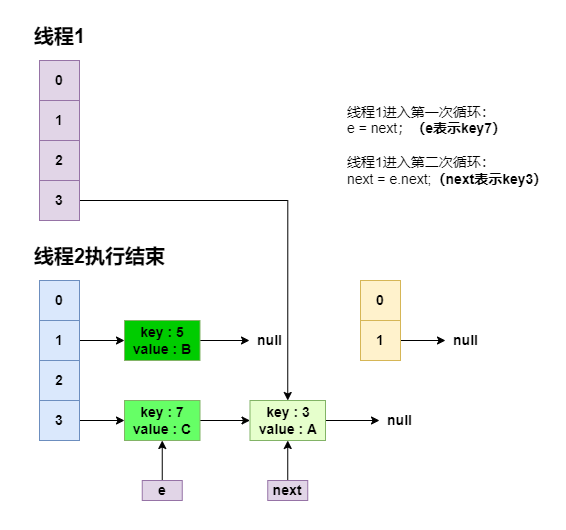 线程1
0
1
2
3
线程1进入第一次循环：
e = next； （e表示key7）
线程1进入第二次循环：
next = e.next;（next表示key3）
线程2执行结束
0
1
2
3
key : 5
value : B
null
key : 7
value : C
key : 3
value : A
null
0
1
null
e
next